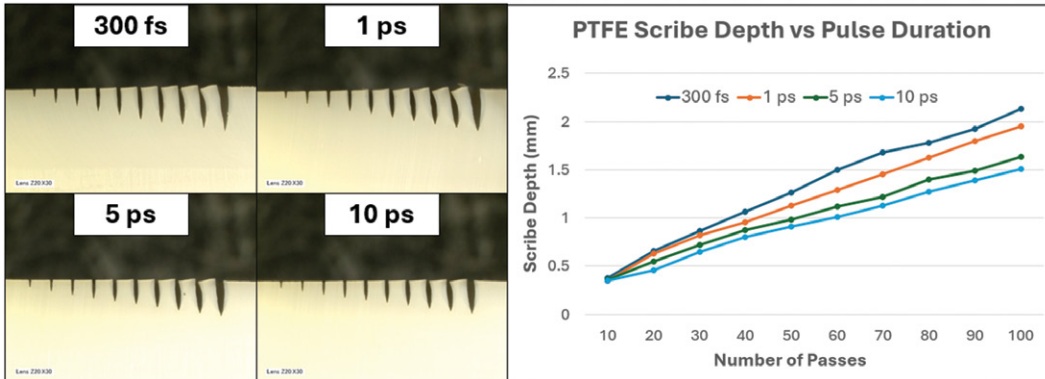 300 fs
1 ps
Lens Z20:X30
Lens Z20:X30
5 ps
10 ps
Lens Z20:X30
Lens Z20:X30
PTFE Scribe Depth vs Pulse Duration
300 fs 1 ps 5 ps 10 ps
Scribe Depth (mm)
2.5
2
1.5
1
0.5
0
10 20 30 40 50 60 70 80 90 100
Number of Passes